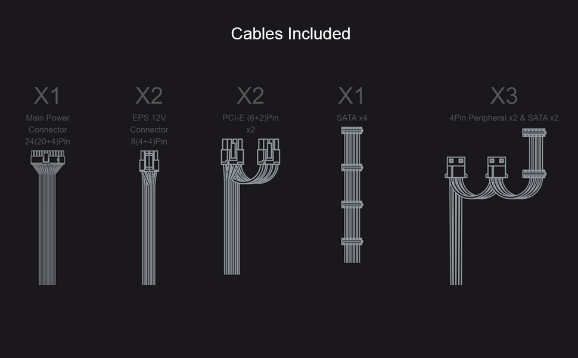 Cables Included
X1
Main Power
Connector
24(20+4)Pin
X2
EPS 12V
Connector
8(4+4)Pin
X2
PCI-E (6+2)Pin
x2
X1
SATA x4
X3
4Pin Peripheral x2 & SATA x2